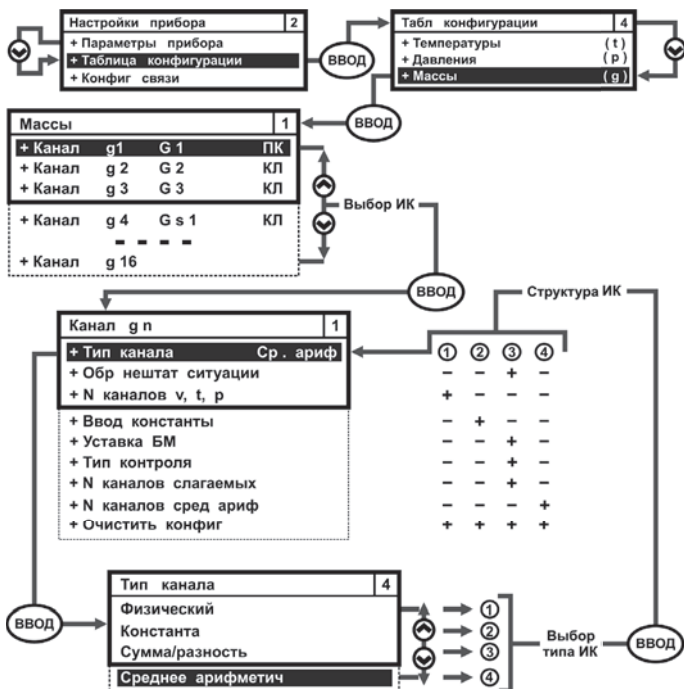 Настройки прибора 2
+ Параметры прибора
+ Таблица конфигурации
+ Конфиг связи
ВВОД
Табл конфигурации 4
+ Температуры (t)
+ Давления (p)
+ Массы (g)
ВВОД
Массы 1
+ Канал g1 G 1 ПК
+ Канал g 2 G 2 КЛ
+ Канал g 3 G 3 КЛ
+ Канал g 4 G s 1 КЛ
- - - -
+ Канал g 16
Выбор ИК
ВВОД
Структура ИК
Канал g n 1
+ Тип канала Ср. ариф
① ② ③ ④
+ Обр нештат ситуации – – + –
+ N каналов v, t, p + – – –
+ Ввод константы – + – –
+ Уставка БМ – – + –
+ Тип контроля – – + –
+ N каналов слагаемых – – + –
+ N каналов сред ариф – – – +
+ Очистить конфиг + + + +
ВВОД
Тип канала 4
Физический ①
Константа ②
Сумма/разность ③
Среднее арифметич ④
Выбор типа ИК
ВВОД